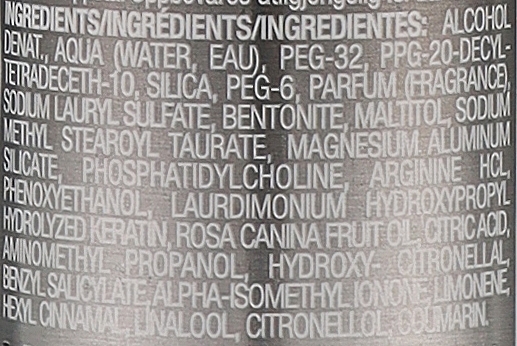 INGREDIENTS/INGRÉDIENTS/INGREDIENTES: ALCOHOL
DENAT., AQUA (WATER, EAU), PEG-32, PPG-20-DECYL-
TETRADECETH-10, SILICA, PEG-6, PARFUM (FRAGRANCE),
SODIUM LAURYL SULFATE, BENTONITE, MALTITOL, SODIUM
METHYL STEAROYL TAURATE, MAGNESIUM ALUMINUM
SILICATE, PHOSPHATIDYLCHOLINE, ARGININE HCL,
PHENOXYETHANOL, LAURDIMONIUM HYDROXYPROPYL
HYDROLYZED KERATIN, ROSA CANINA FRUIT OIL, CITRIC ACID,
AMINOMETHYL PROPANOL, HYDROXY- CITRONELLAL,
BENZYL SALICYLATE, ALPHA-ISOMETHYL IONONE, LIMONENE,
HEXYL CINNAMAL, LINALOOL, CITRONELLOL, COUMARIN.